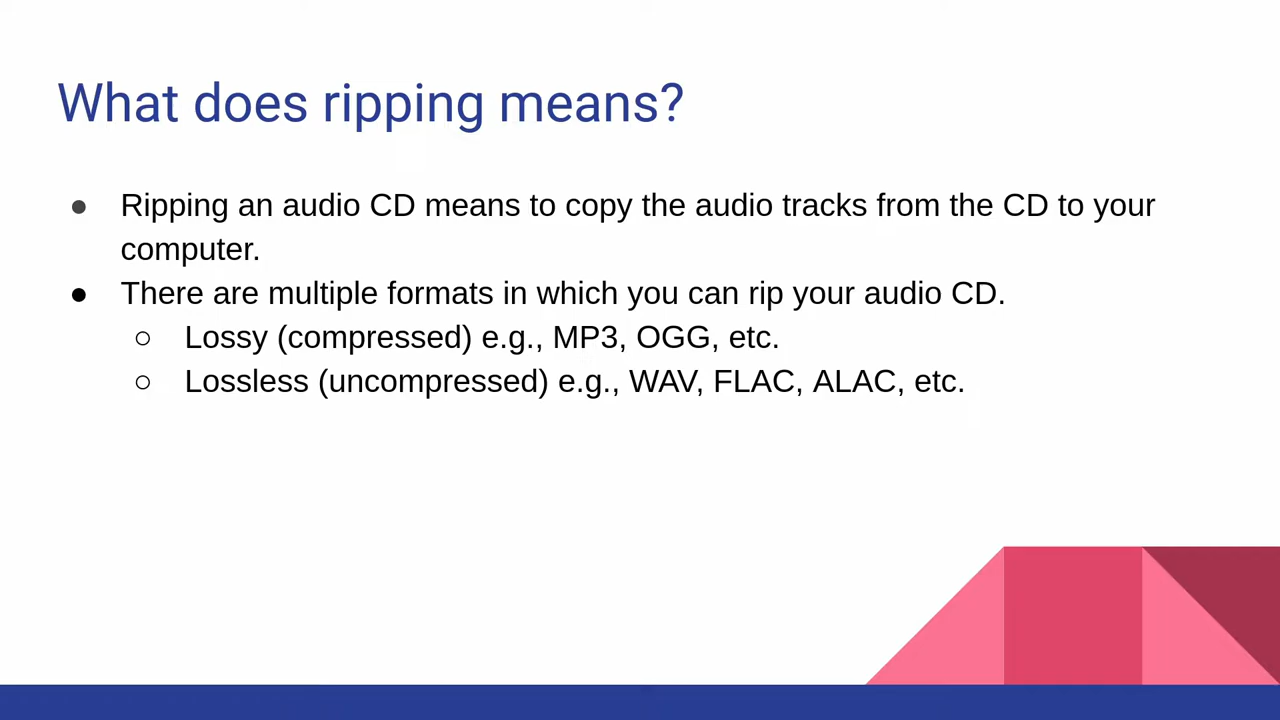 What does ripping means?
● Ripping an audio CD means to copy the audio tracks from the CD to your
computer.
● There are multiple formats in which you can rip your audio CD.
○ Lossy (compressed) e.g., MP3, OGG, etc.
○ Lossless (uncompressed) e.g., WAV, FLAC, ALAC, etc.